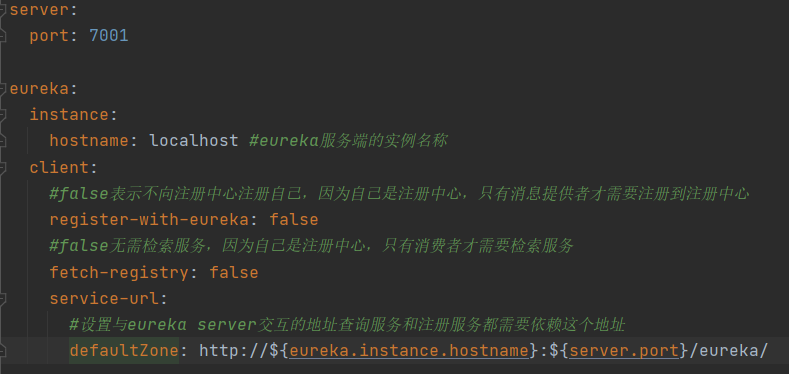 server:
port: 7001
eureka:
instance:
hostname: localhost #eureka服务端的实例名称
client:
#false表示不向注册中心注册自己，因为自己是注册中心，只有消息提供者才需要注册到注册中心
register-with-eureka: false
#false无需检索服务，因为自己是注册中心，只有消费者才需要检索服务
fetch-registry: false
service-url:
#设置与eureka server交互的地址查询服务和注册服务都需要依赖这个地址
defaultZone: http://${eureka.instance.hostname}:${server.port}/eureka/